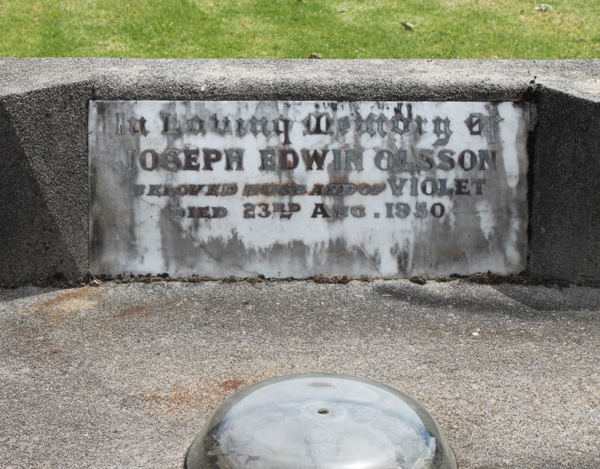 In Loving Memory Of
JOSEPH EDWIN OLSSON
BELOVED HUSBAND OF VIOLET
DIED 23RD AUG. 1950